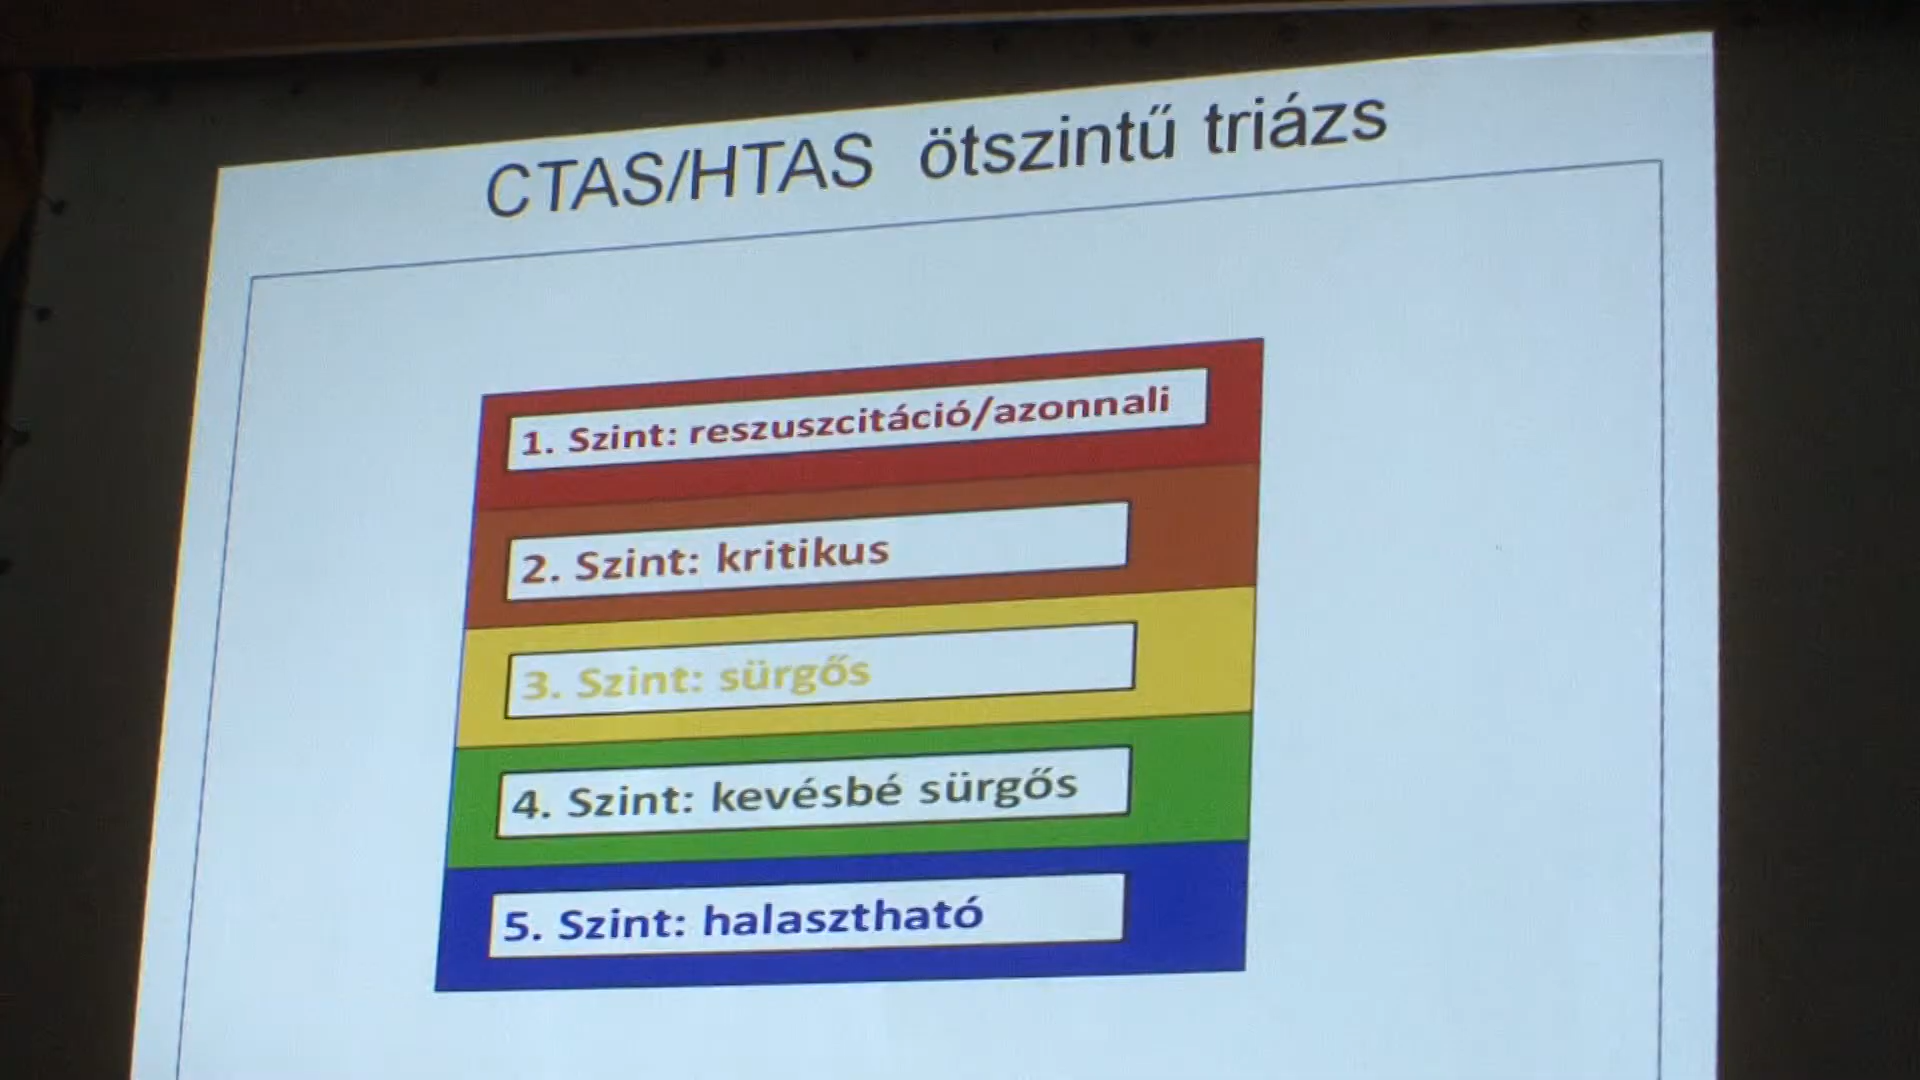 CTAS/HTAS ötszintű triázs
1. Szint: reszuszcitáció/azonnali
2. Szint: kritikus
3. Szint: sürgős
4. Szint: kevésbé sürgős
5. Szint: halasztható